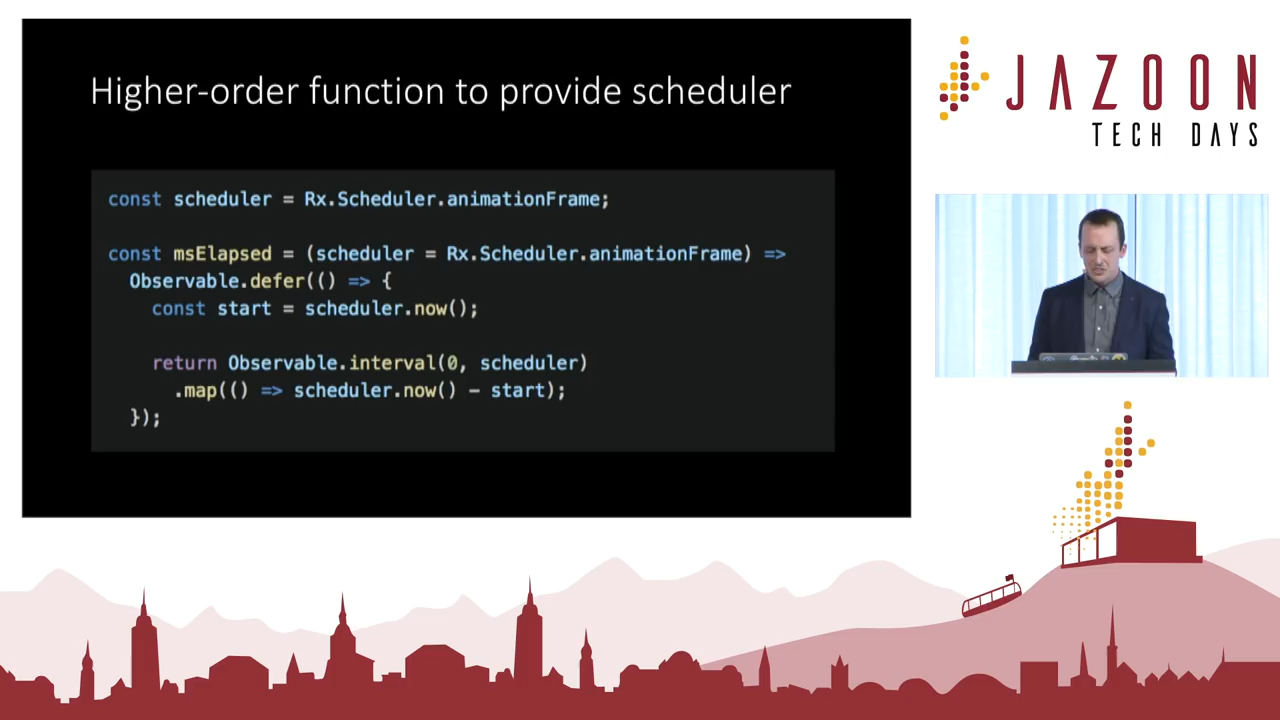 Higher-order function to provide scheduler
const scheduler = Rx.Scheduler.animationFrame;
const msElapsed = (scheduler = Rx.Scheduler.animationFrame) =>
Observable.defer(() => {
const start = scheduler.now();
return Observable.interval(0, scheduler)
.map(() => scheduler.now() - start);
});
JAZOON
TECH DAYS